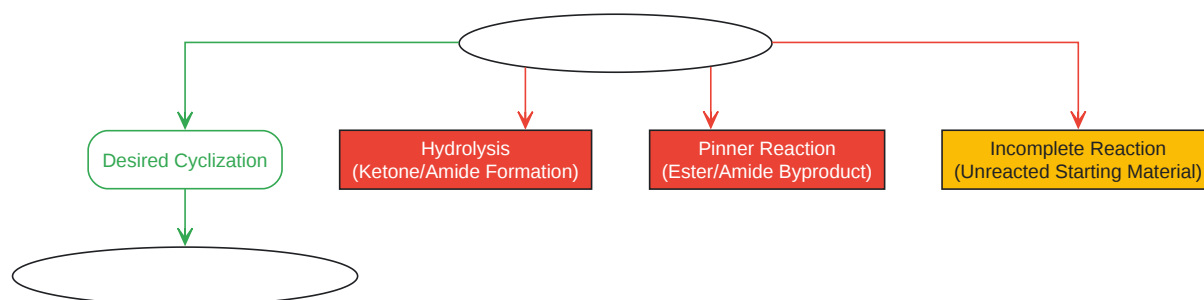 Desired Cyclization
Hydrolysis
(Ketone/Amide Formation)
Pinner Reaction
(Ester/Amide Byproduct)
Incomplete Reaction
(Unreacted Starting Material)